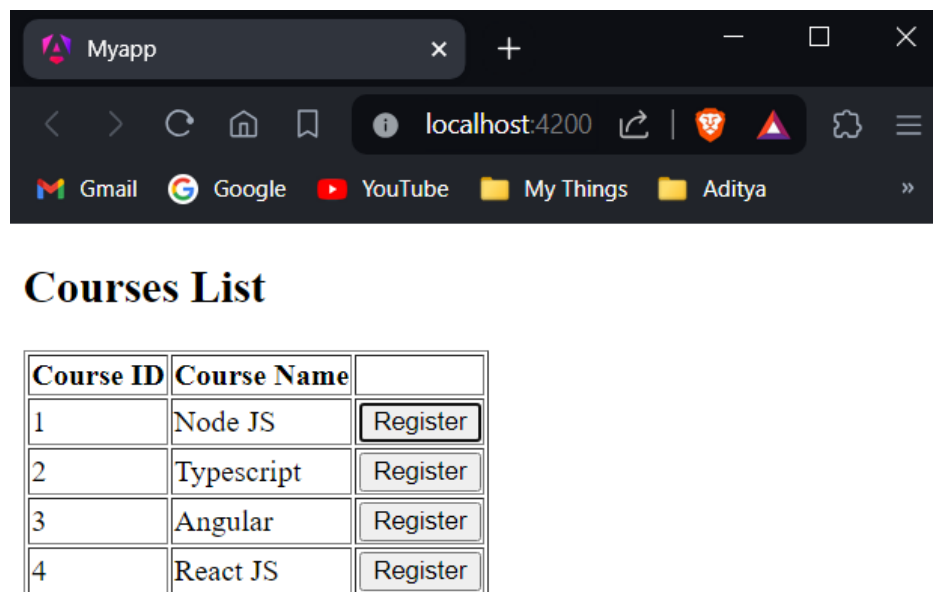 Myapp
localhost:4200
Gmail Google YouTube My Things Aditya »
Courses List
Course ID Course Name
1 Node JS Register
2 Typescript Register
3 Angular Register
4 React JS Register